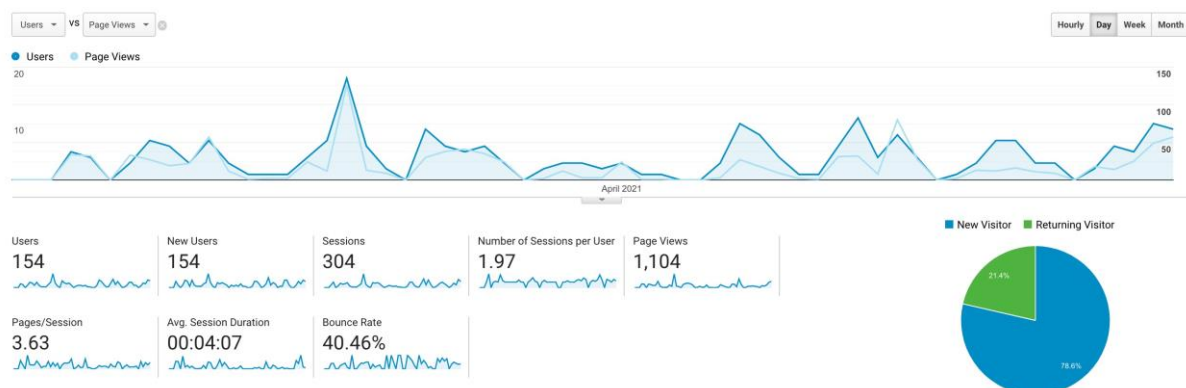 Users VS Page Views
Hourly Day Week Month
Users Page Views
20 150
100
10
50
April 2021
New Visitor Returning Visitor
Users New Users Sessions Number of Sessions per User Page Views
154 154 304 1.97 1,104
21.4%
Pages/Session Avg. Session Duration Bounce Rate
3.63 00:04:07 40.46%
78.6%